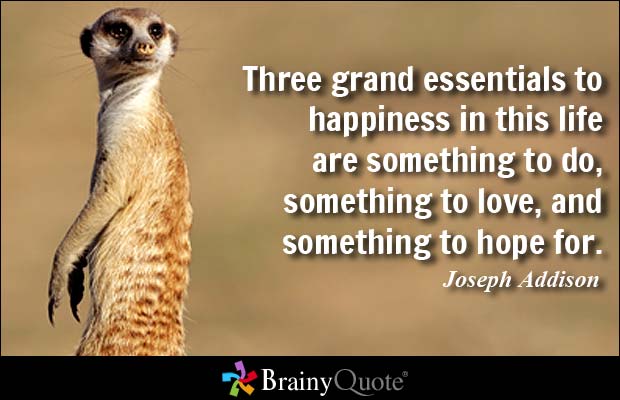 Three grand essentials to
happiness in this life
are something to do,
something to love, and
something to hope for.
Joseph Addison
BrainyQuote®